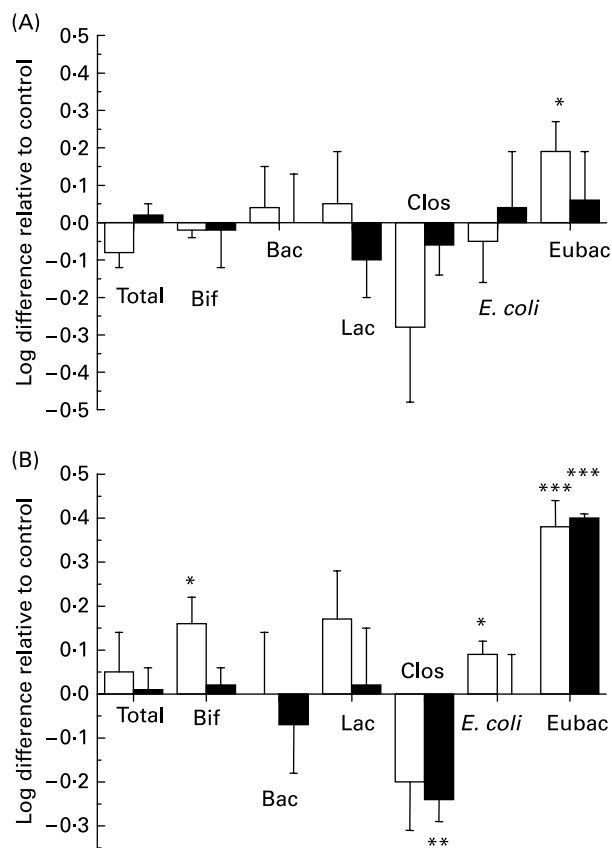 (A)
Log difference relative to control
0·5
0·4
0·3
0·2
0·1
0·0
−0·1
−0·2
−0·3
−0·4
−0·5
Total
Bif
Bac
Lac
Clos
E. coli
*
Eubac
(B)
Log difference relative to control
0·5
0·4
0·3
0·2
0·1
0·0
−0·1
−0·2
−0·3
Total
*
Bif
Bac
Lac
Clos
**
*
E. coli
***
***
Eubac